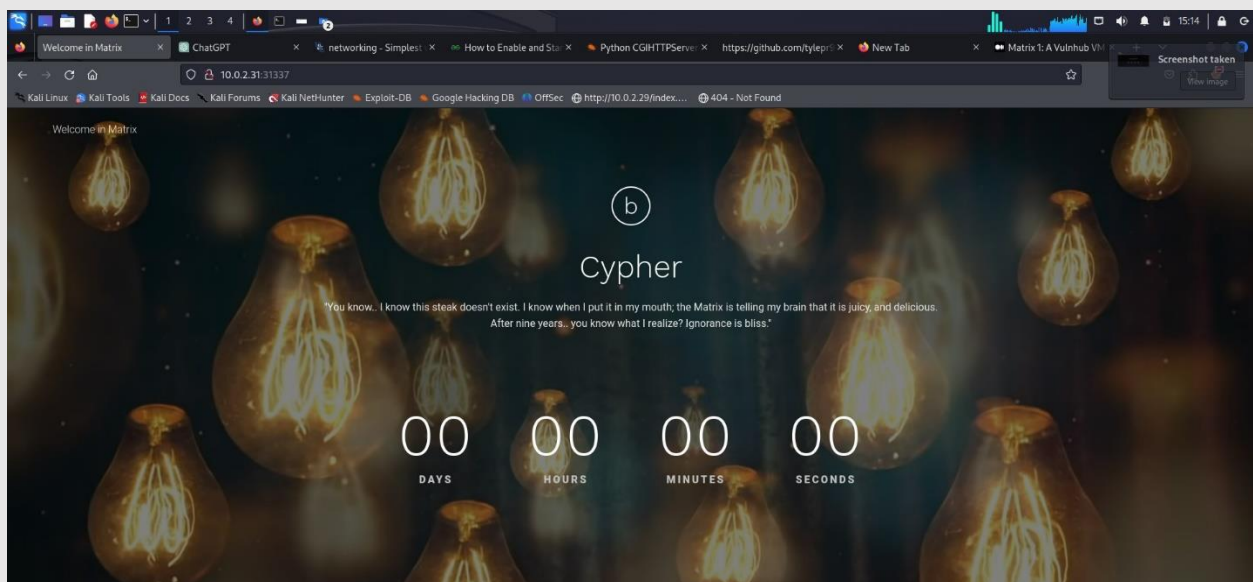 1 2 3 4
2
15:14
Welcome in Matrix
ChatGPT
networking - Simplest
How to Enable and Star
Python CGIHTTPServer
https://github.com/tylepr
New Tab
Matrix 1: A Vulnhub VM
Screenshot taken
View image
10.0.2.31:31337
Kali Linux
Kali Tools
Kali Docs
Kali Forums
Kali NetHunter
Exploit-DB
Google Hacking DB
OffSec
http://10.0.2.29/index....
404 - Not Found
Welcome in Matrix
b
Cypher
"You know.. I know this steak doesn't exist. I know when I put it in my mouth; the Matrix is telling my brain that it is juicy, and delicious.
After nine years.. you know what I realize? Ignorance is bliss."
00 00 00 00
DAYS HOURS MINUTES SECONDS